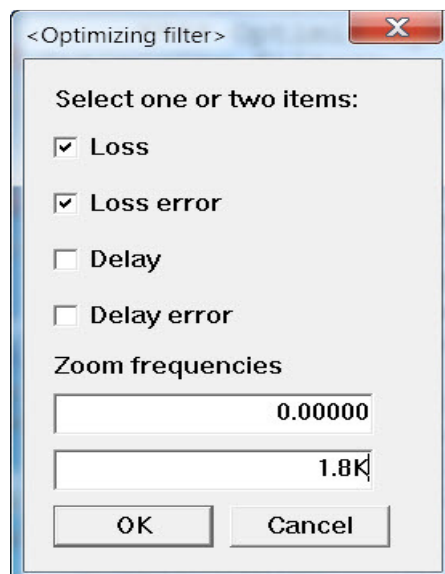 <Optimizing filter>
Select one or two items:
Loss
Loss error
Delay
Delay error
Zoom frequencies
0.00000
1.8K
OK Cancel